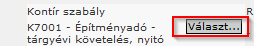 Kontír szabály R
K7001 - Építményadó - Választ...
tárgyévi követelés, nyitó